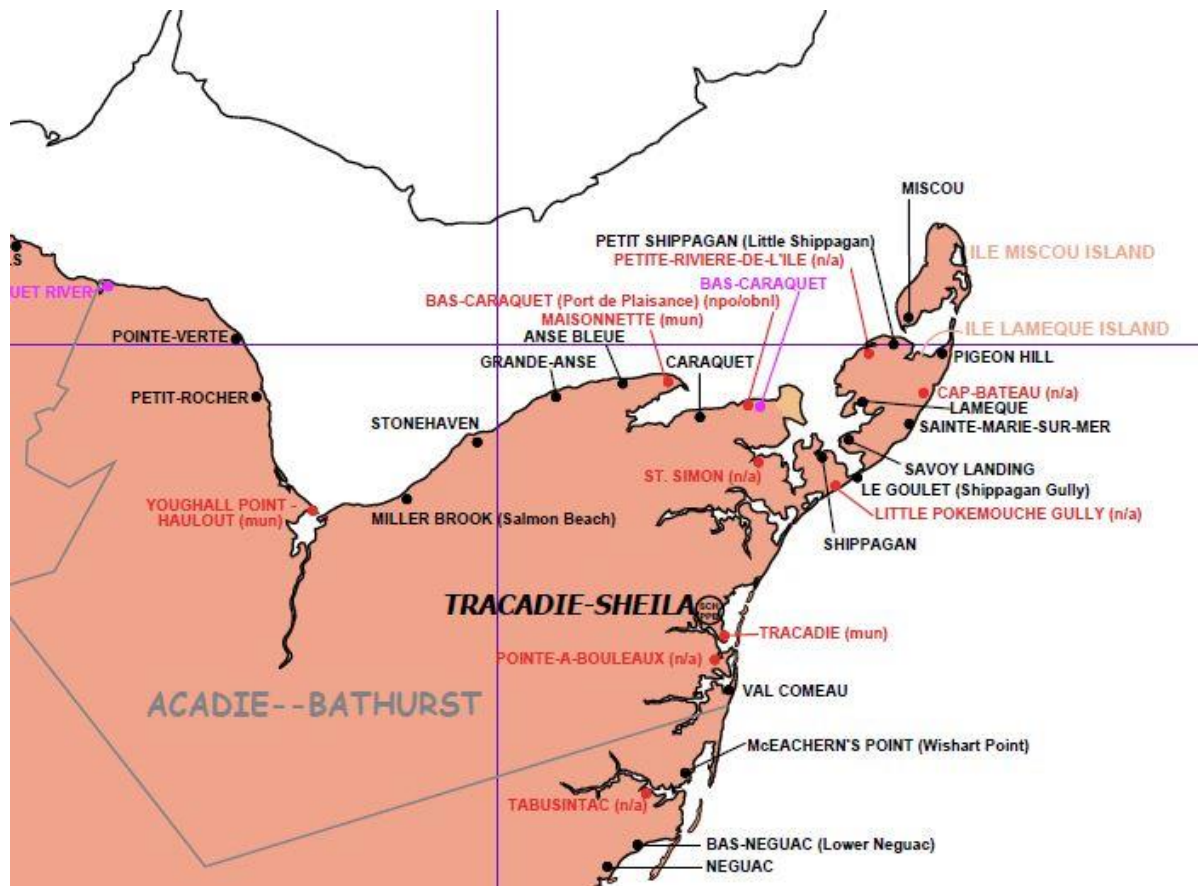 MISCOU
PETIT SHIPPAGAN (Little Shippagan)
ILE MISCOU ISLAND
PETITE-RIVIERE-DE-L'ILE (n/a)
LS
UET RIVER
BAS-CARAQUET
BAS-CARAQUET (Port de Plaisance) (npo/obnl)
MAISONNETTE (mun)
ILE LAMEQUE ISLAND
POINTE-VERTE
ANSE BLEUE
GRANDE-ANSE
CARAQUET
PIGEON HILL
PETIT-ROCHER
CAP-BATEAU (n/a)
LAMEQUE
STONEHAVEN
SAINTE-MARIE-SUR-MER
ST. SIMON (n/a)
SAVOY LANDING
LE GOULET (Shippagan Gully)
YOUGHALL POINT -
HAULOUT (mun)
MILLER BROOK (Salmon Beach)
LITTLE POKEMOUCHE GULLY (n/a)
SHIPPAGAN
TRACADIE-SHEILA
SCH
PPB
TRACADIE (mun)
POINTE-A-BOULEAUX (n/a)
VAL COMEAU
ACADIE--BATHURST
McEACHERN'S POINT (Wishart Point)
TABUSINTAC (n/a)
BAS-NEGUAC (Lower Neguac)
NEGUAC